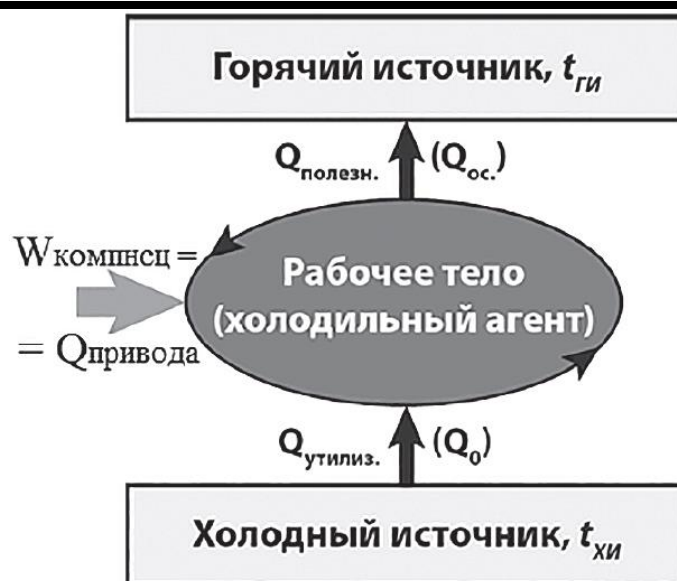 Горячий источник, tГИ
Qполезн. (Qос.)
Wкомпнсц =
Рабочее тело
(холодильный агент)
= Qпривода
Qутилиз. (Q0)
Холодный источник, tХИ